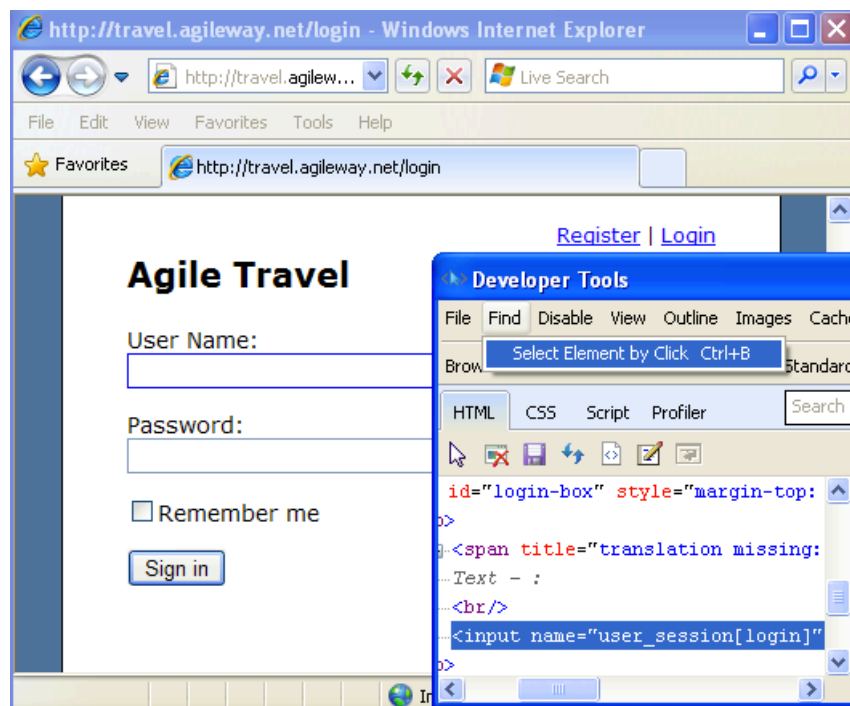 http://travel.agileway.net/login - Windows Internet Explorer
http://travel.agilew... Live Search
File Edit View Favorites Tools Help
Favorites http://travel.agileway.net/login
Register | Login
Agile Travel
User Name:
Password:
Remember me
Sign in
Developer Tools
File Find Disable View Outline Images Cach
Select Element by Click Ctrl+B
Brow Standard
HTML CSS Script Profiler Search
id="login-box" style="margin-top:
p>
<span title="translation missing:
Text - :
<br/>
<input name="user_session[login]"
p>